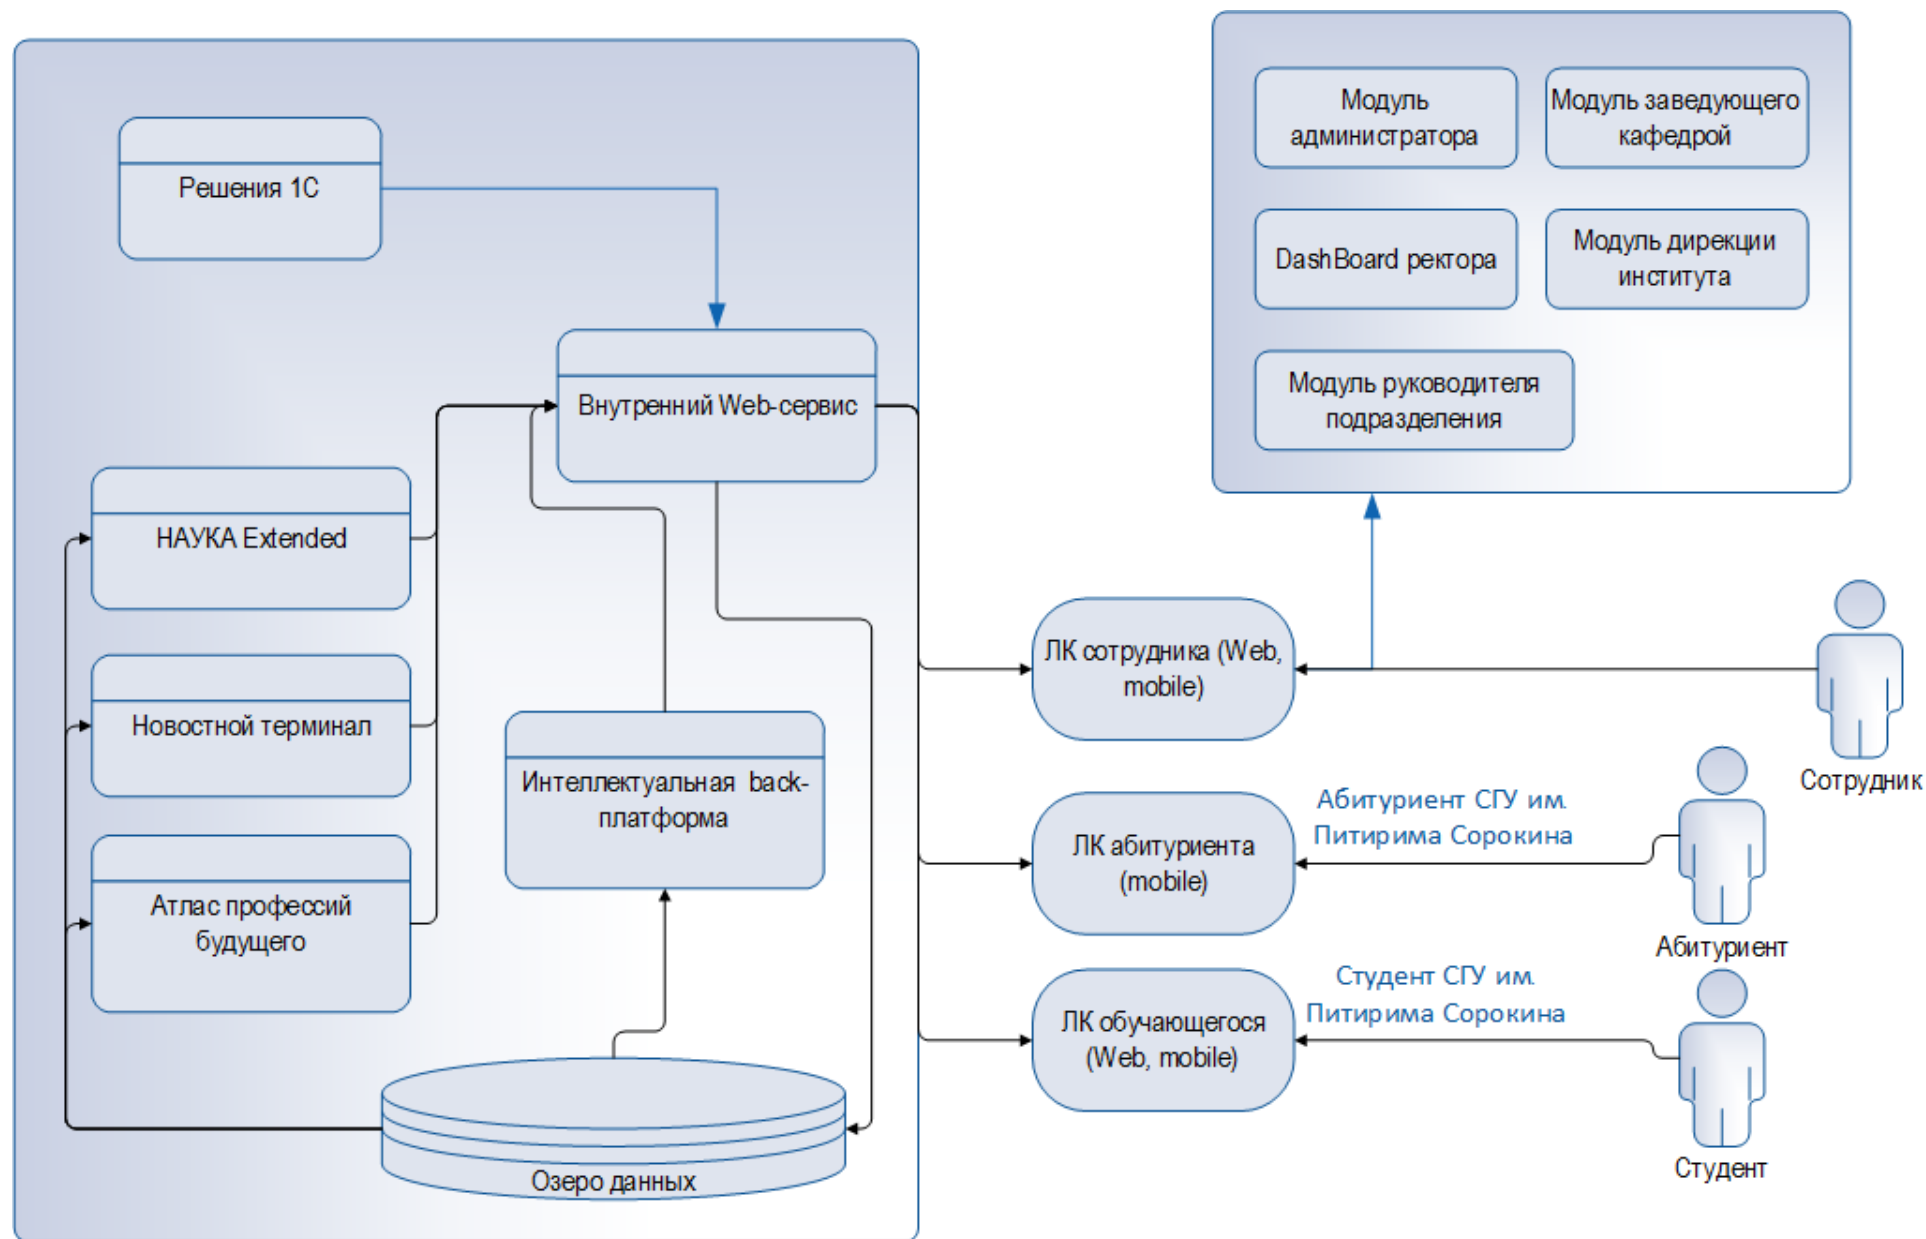 Решения 1С
Внутренний Web-сервис
НАУКА Extended
Новостной терминал
Атлас профессий
будущего
Интеллектуальная back-
платформа
Озеро данных
Модуль
администратора
Модуль заведующего
кафедрой
DashBoard ректора
Модуль дирекции
института
Модуль руководителя
подразделения
ЛК сотрудника (Web,
mobile)
Сотрудник
ЛК абитуриента
(mobile)
Абитуриент СГУ им.
Питирима Сорокина
Абитуриент
ЛК обучающегося
(Web, mobile)
Студент СГУ им.
Питирима Сорокина
Студент